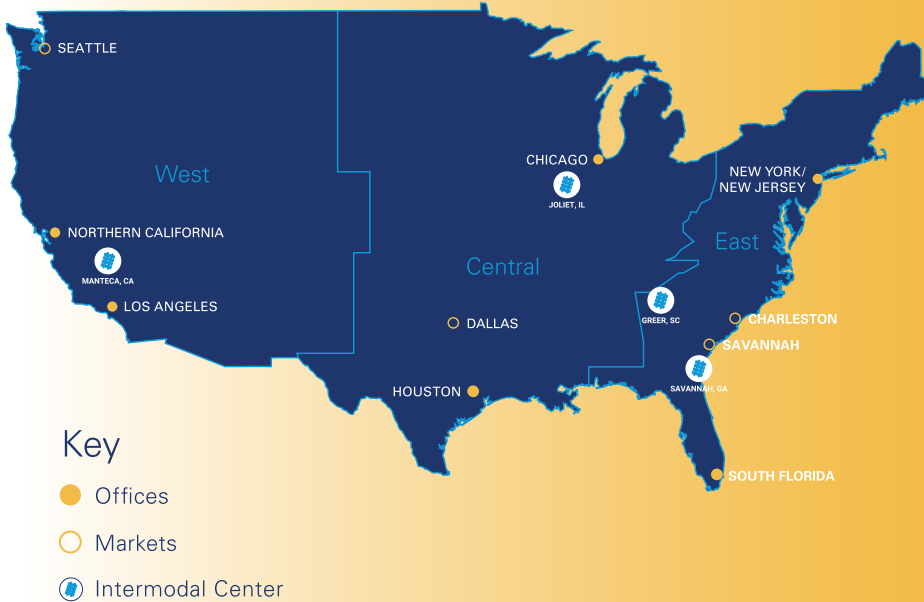 SEATTLE
West
CHICAGO
JOLIET, IL
NEW YORK/
NEW JERSEY
NORTHERN CALIFORNIA
MANTECA, CA
East
Central
LOS ANGELES
DALLAS
GREER, SC
CHARLESTON
SAVANNAH
SAVANNAH, GA
HOUSTON
SOUTH FLORIDA
Key
Offices
Markets
Intermodal Center